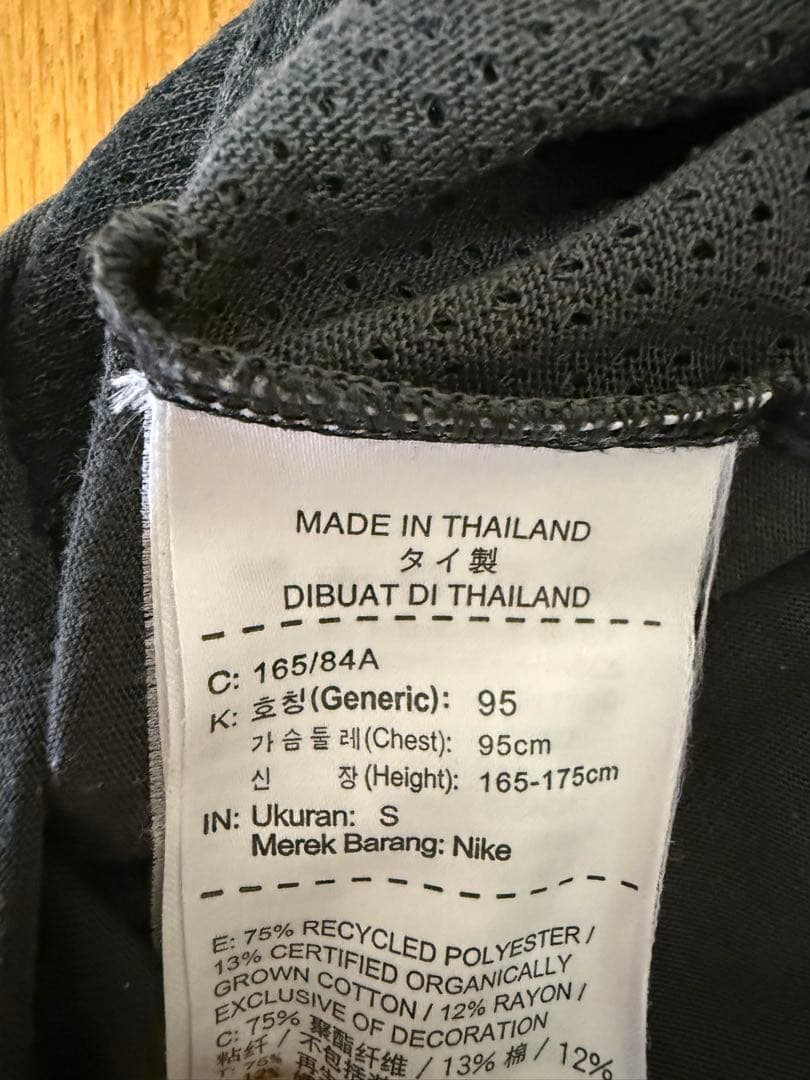 MADE IN THAILAND
タイ製
DIBUAT DI THAILAND
C: 165/84A
K: 호칭(Generic): 95
가슴둘레(Chest): 95cm
신 장(Height): 165-175cm
IN: Ukuran: S
Merek Barang: Nike
E: 75% RECYCLED POLYESTER /
13% CERTIFIED ORGANICALLY
GROWN COTTON / 12% RAYON /
EXCLUSIVE OF DECORATION
C: 75% 聚酯纤维 / 13% 棉 / 12%
粘纤 / 不包括
T: 75% 再生